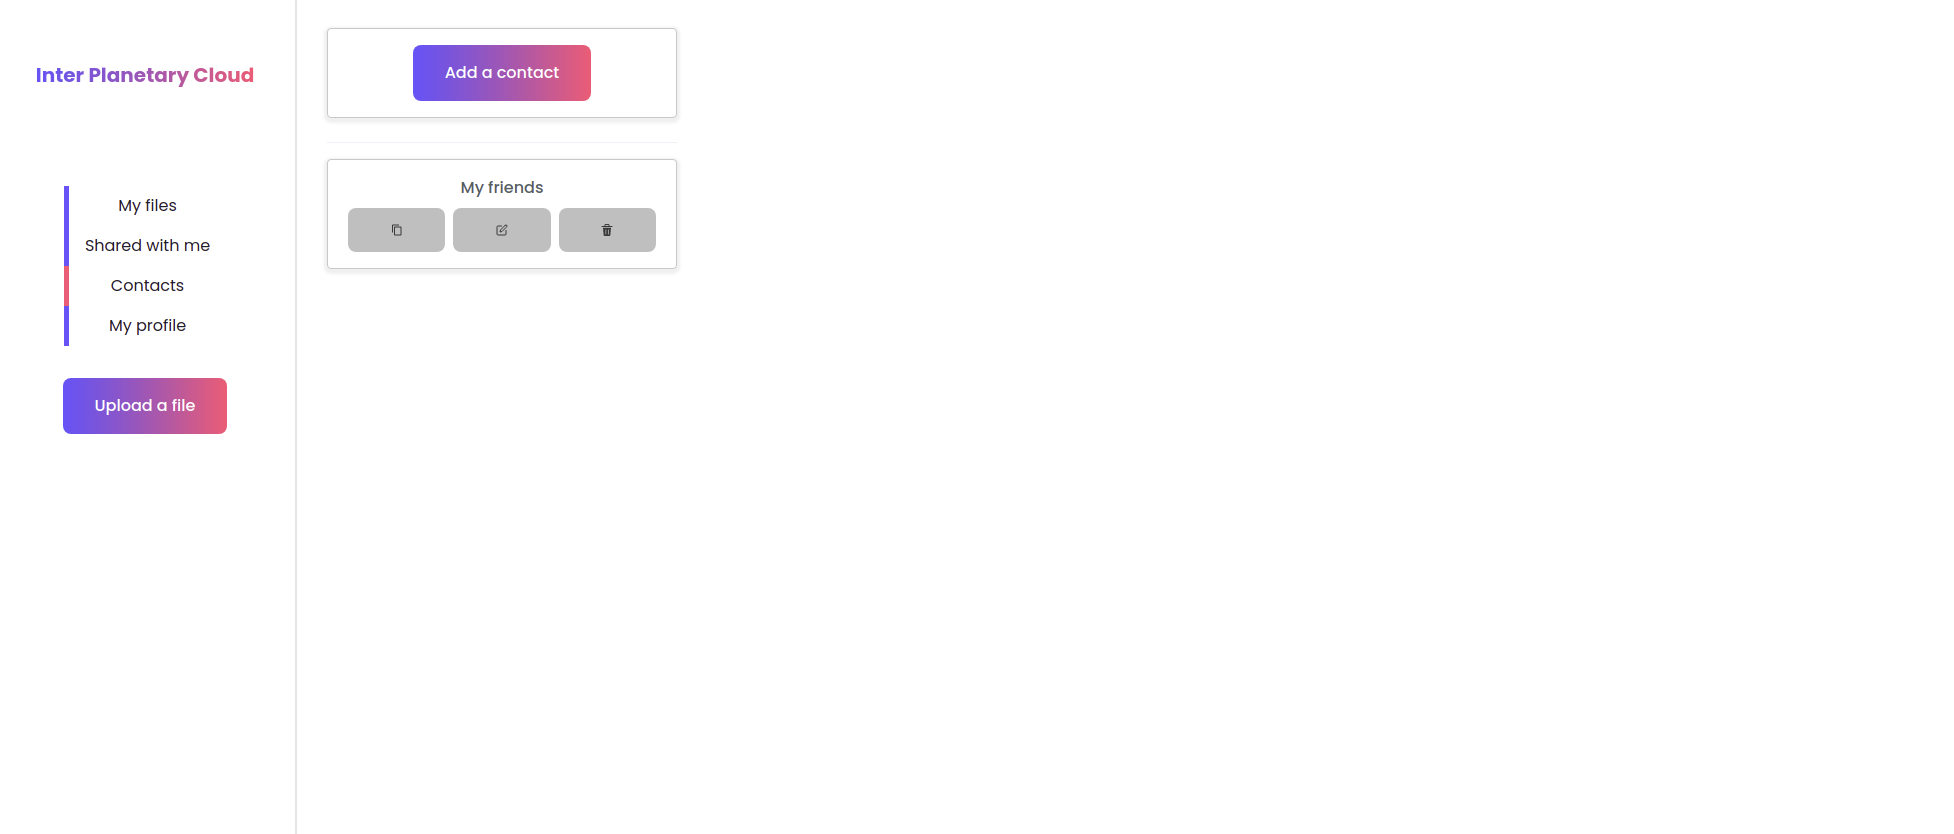 Inter Planetary Cloud
My files
Shared with me
Contacts
My profile
Upload a file
Add a contact
My friends